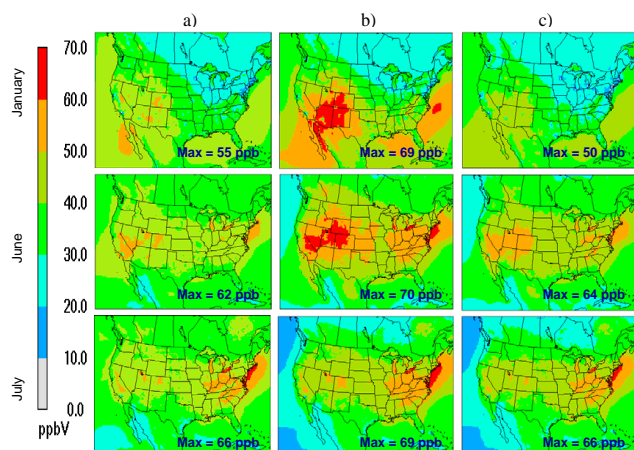 a) b) c)
January
June
July
70.0
60.0
50.0
40.0
30.0
20.0
10.0
0.0
ppbV
Max = 55 ppb
Max = 69 ppb
Max = 50 ppb
Max = 62 ppb
Max = 70 ppb
Max = 64 ppb
Max = 66 ppb
Max = 69 ppb
Max = 66 ppb